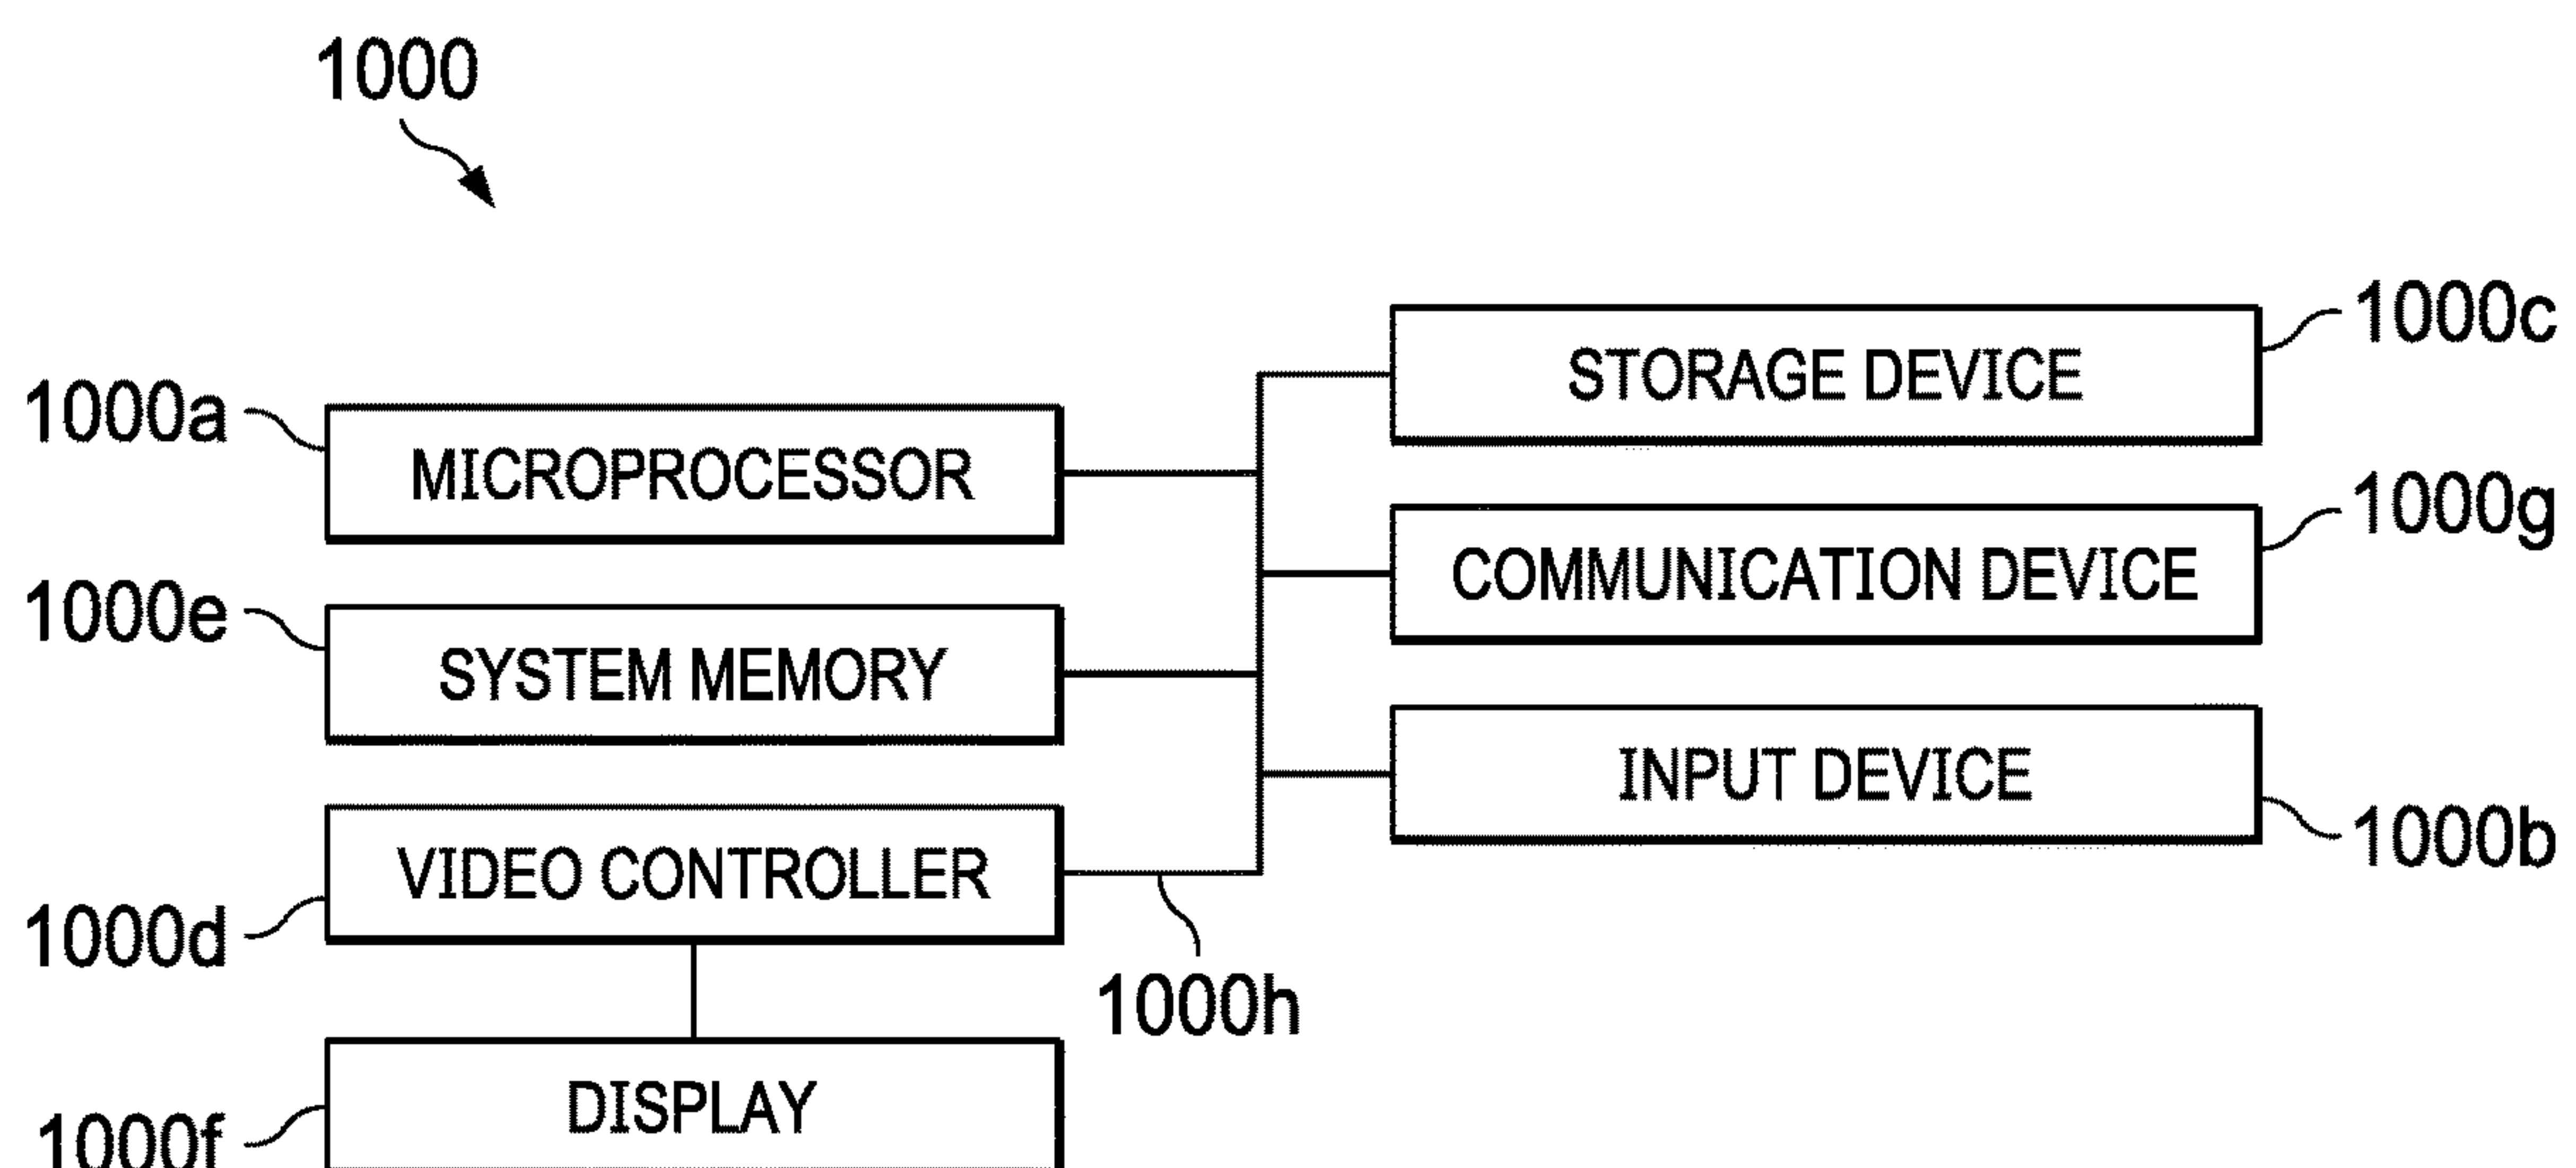 1000
1000c
STORAGE DEVICE
1000a
MICROPROCESSOR
1000g
COMMUNICATION DEVICE
1000e
SYSTEM MEMORY
INPUT DEVICE
1000b
VIDEO CONTROLLER
1000d
1000h
DISPLAY
1000f